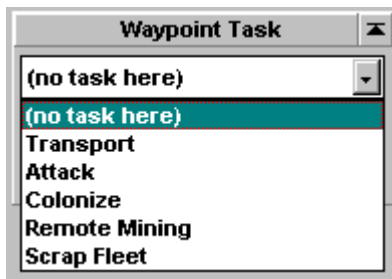 Waypoint Task
(no task here)
(no task here)
Transport
Attack
Colonize
Remote Mining
Scrap Fleet